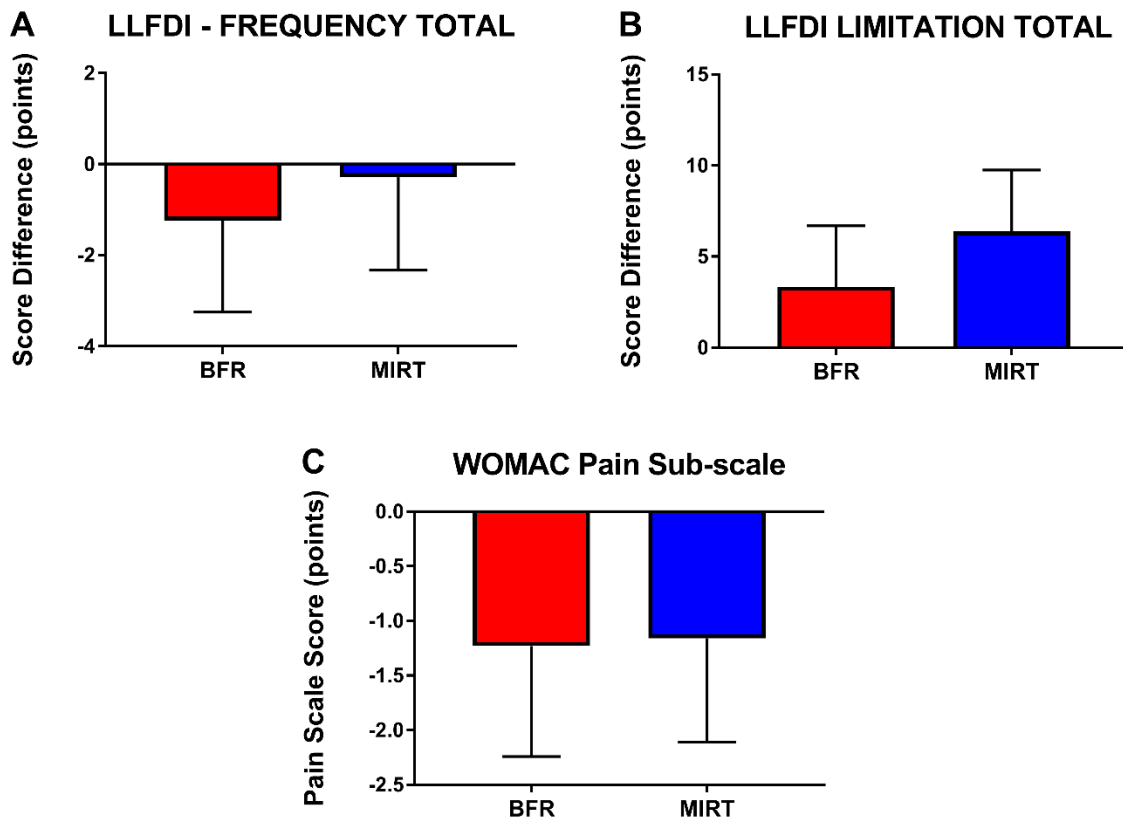 A LLFDI - FREQUENCY TOTAL
Score Difference (points)
2
0
-2
-4
BFR MIRT
B LLFDI LIMITATION TOTAL
Score Difference (points)
15
10
5
0
BFR MIRT
C WOMAC Pain Sub-scale
Pain Scale Score (points)
0.0
-0.5
-1.0
-1.5
-2.0
-2.5
BFR MIRT